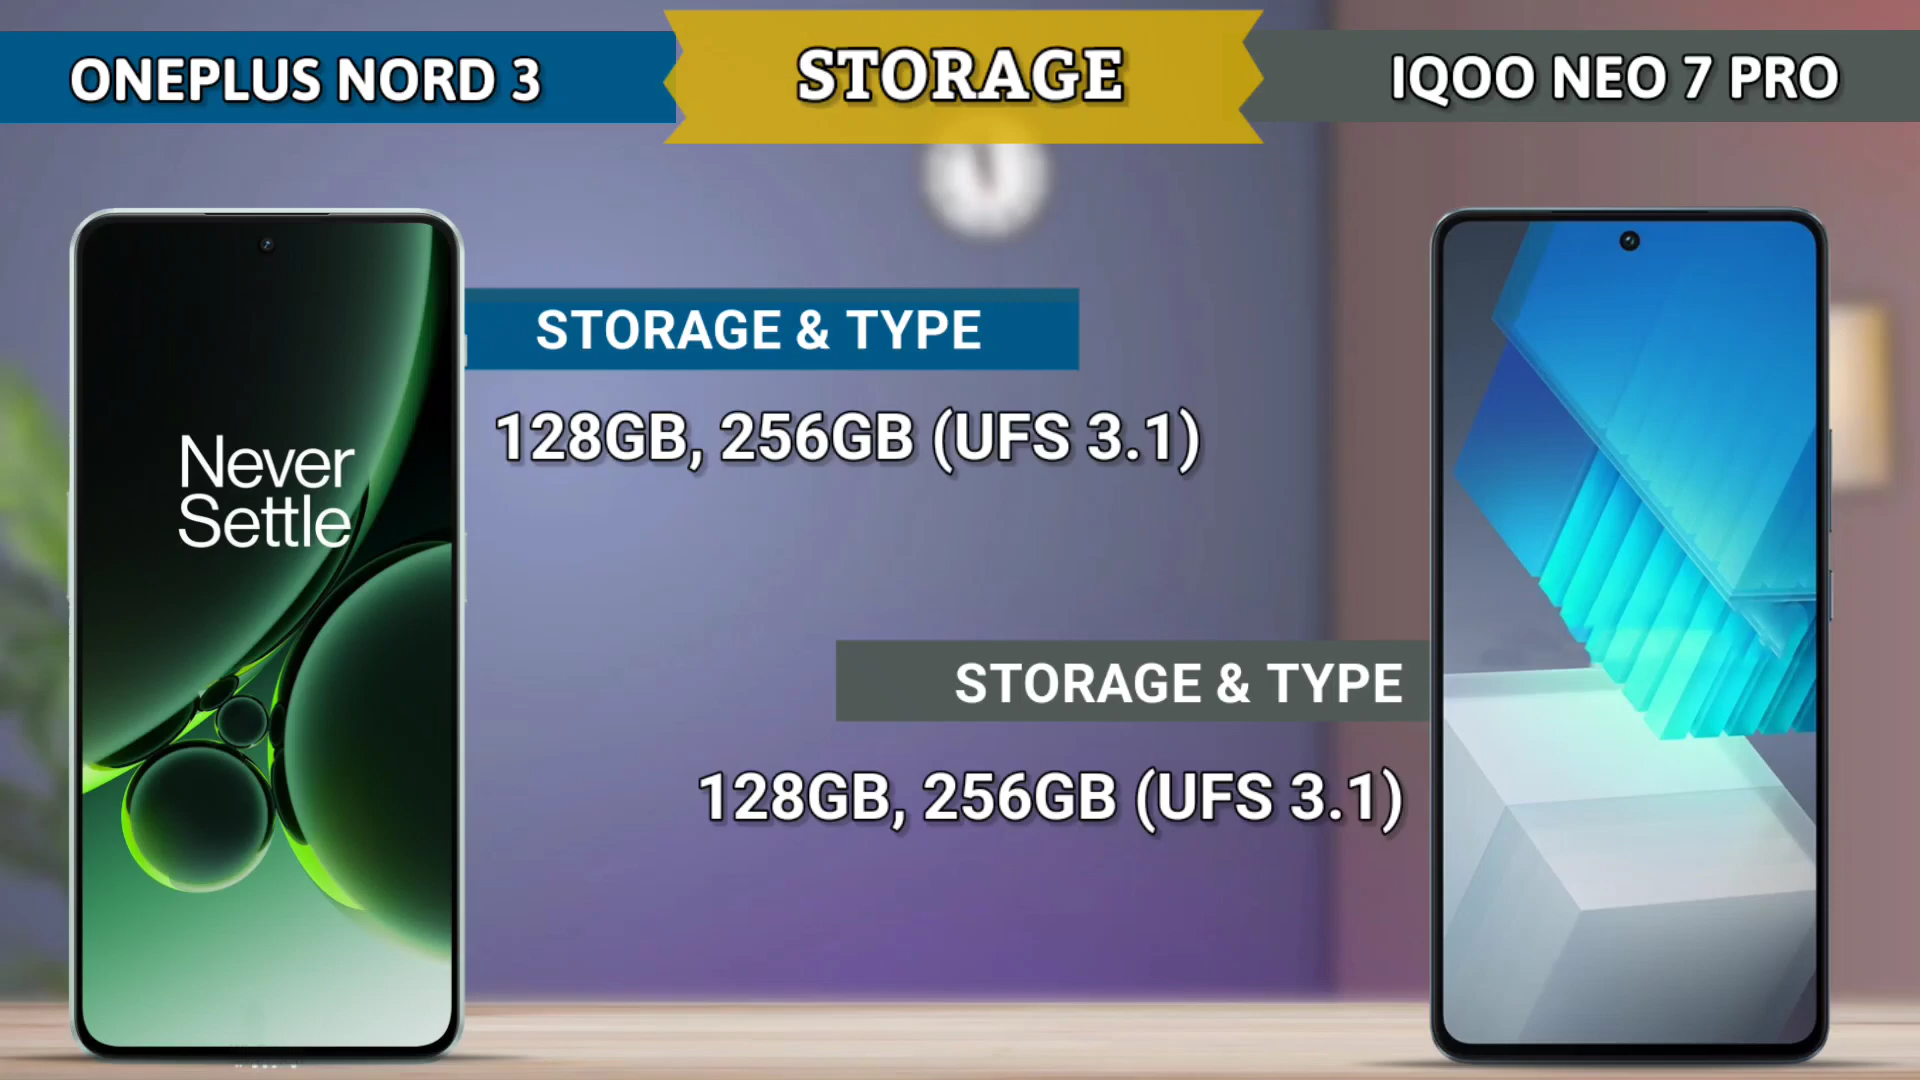 ONEPLUS NORD 3
STORAGE
IQOO NEO 7 PRO
STORAGE & TYPE
128GB, 256GB (UFS 3.1)
Never
Settle
STORAGE & TYPE
128GB, 256GB (UFS 3.1)